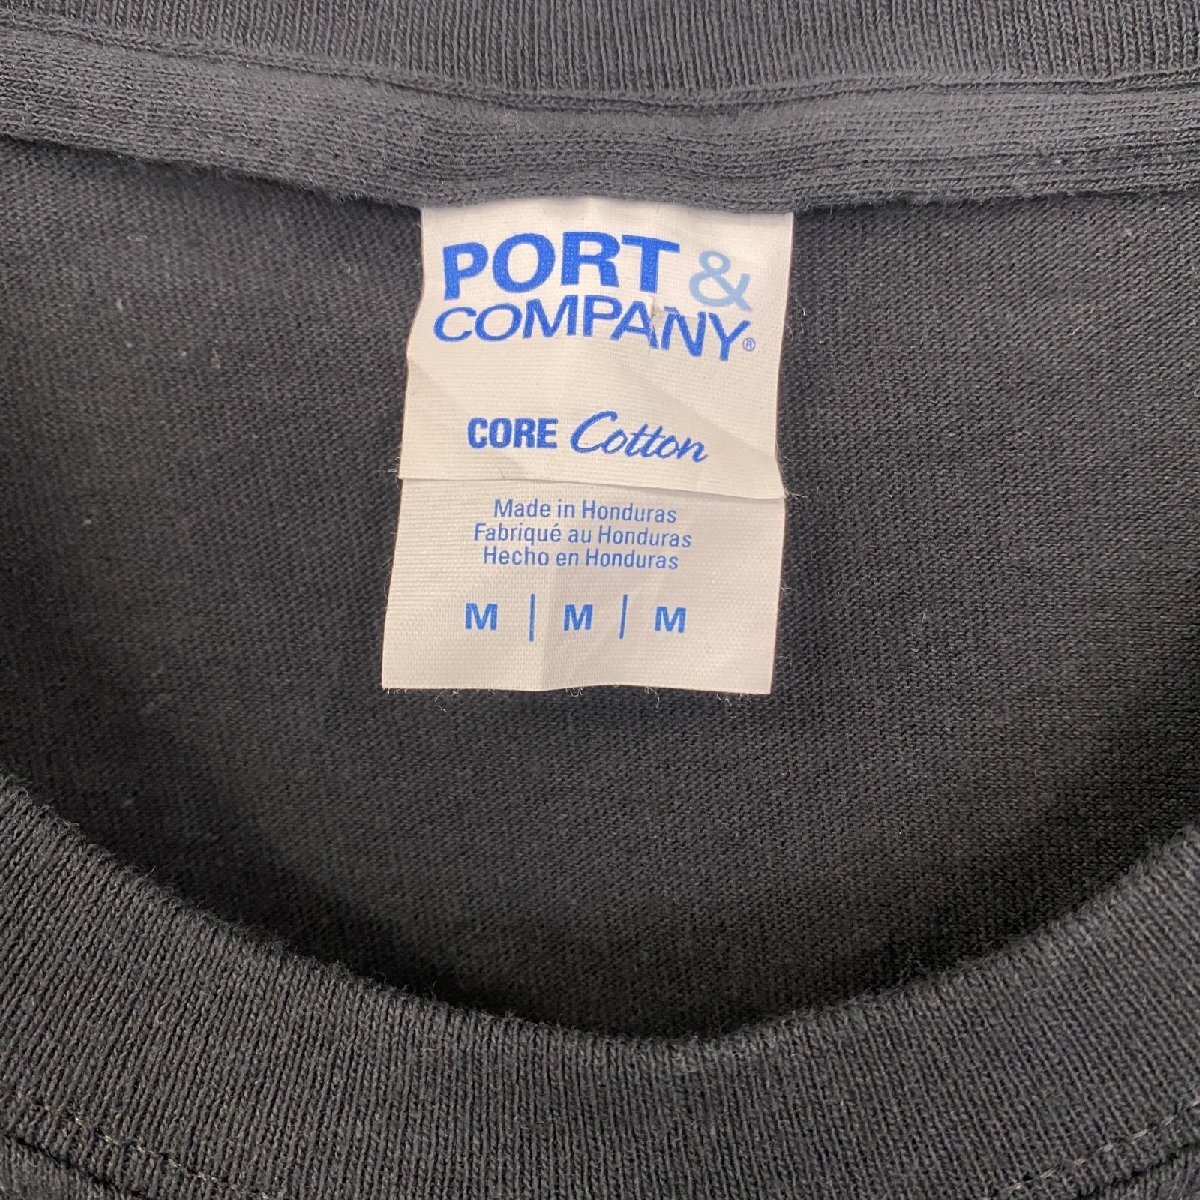 PORT &
COMPANY®
CORE Cotton
Made in Honduras
Fabriqué au Honduras
Hecho en Honduras
M | M | M